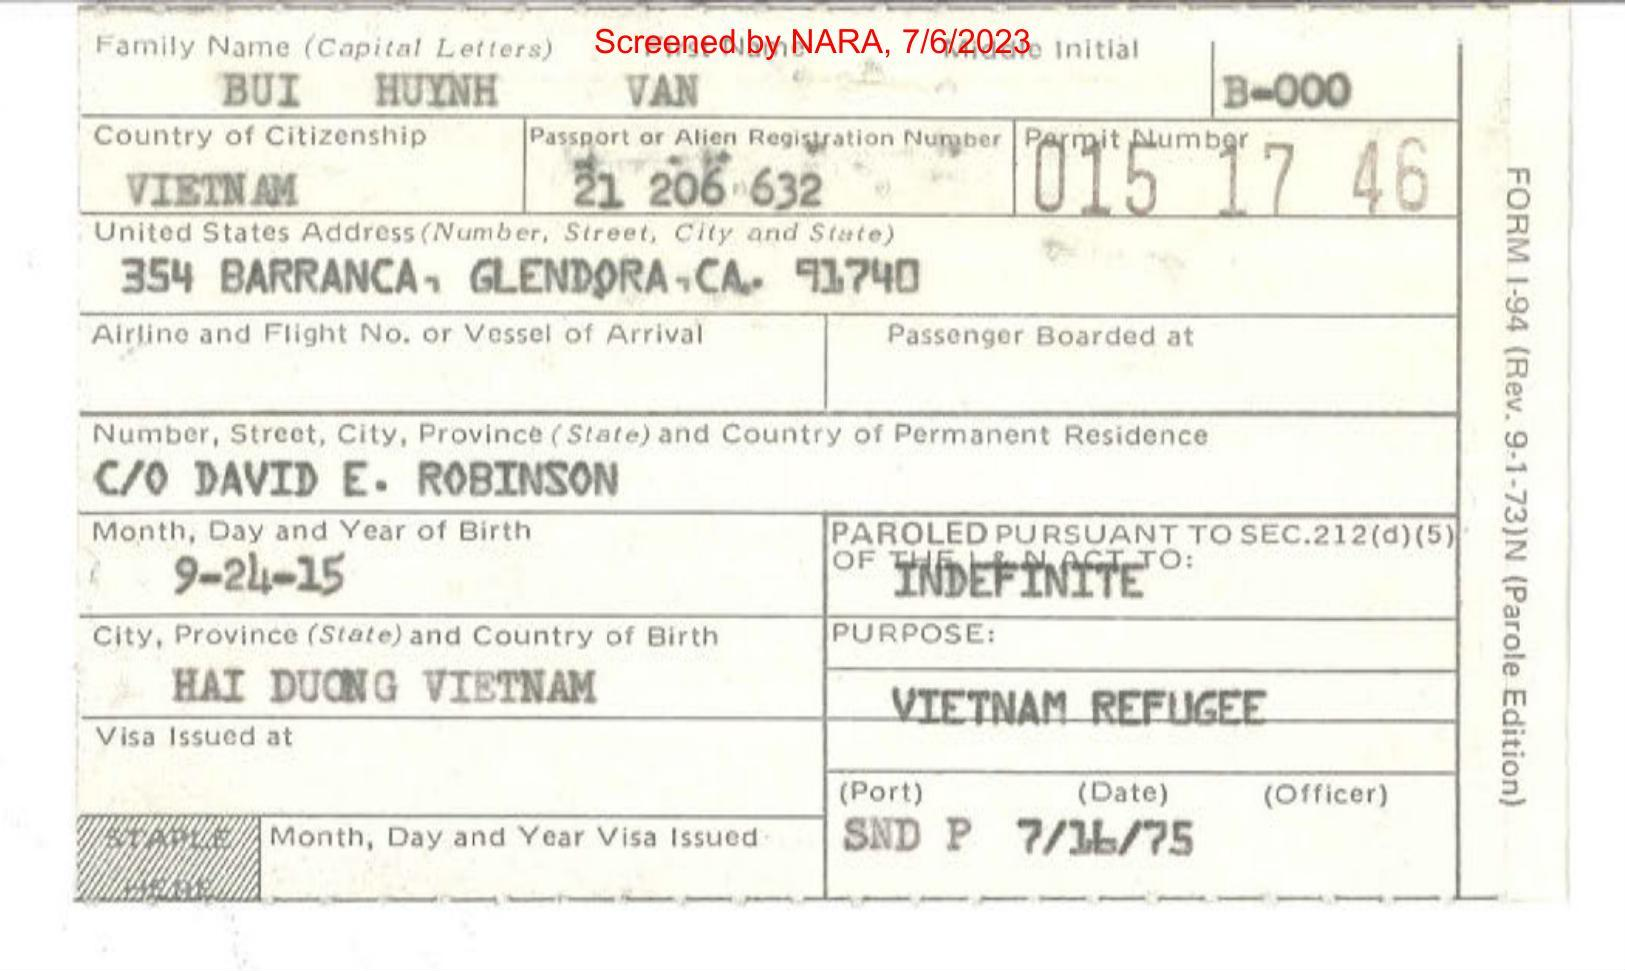 Screened by NARA, 7/6/2023
Family Name (Capital Letters) First Name Middle Initial
BUI HUYNH VAN B-000
Country of Citizenship Passport or Alien Registration Number Permit Number
VIETNAM 21 206 632 015 17 46
United States Address (Number, Street, City and State)
354 BARRANCA, GLENDORA,CA. 91740
Airline and Flight No. or Vessel of Arrival Passenger Boarded at
Number, Street, City, Province (State) and Country of Permanent Residence
C/O DAVID E. ROBINSON
Month, Day and Year of Birth
9-24-15
PAROLED PURSUANT TO SEC.212(d)(5)
OF THE I & N ACT TO:
INDEFINITE
City, Province (State) and Country of Birth
HAI DUONG VIETNAM
PURPOSE:
VIETNAM REFUGEE
Visa Issued at
(Port) (Date) (Officer)
SND P 7/16/75
STAPLE
HERE
Month, Day and Year Visa Issued
FORM I-94 (Rev. 9-1-73)N (Parole Edition)